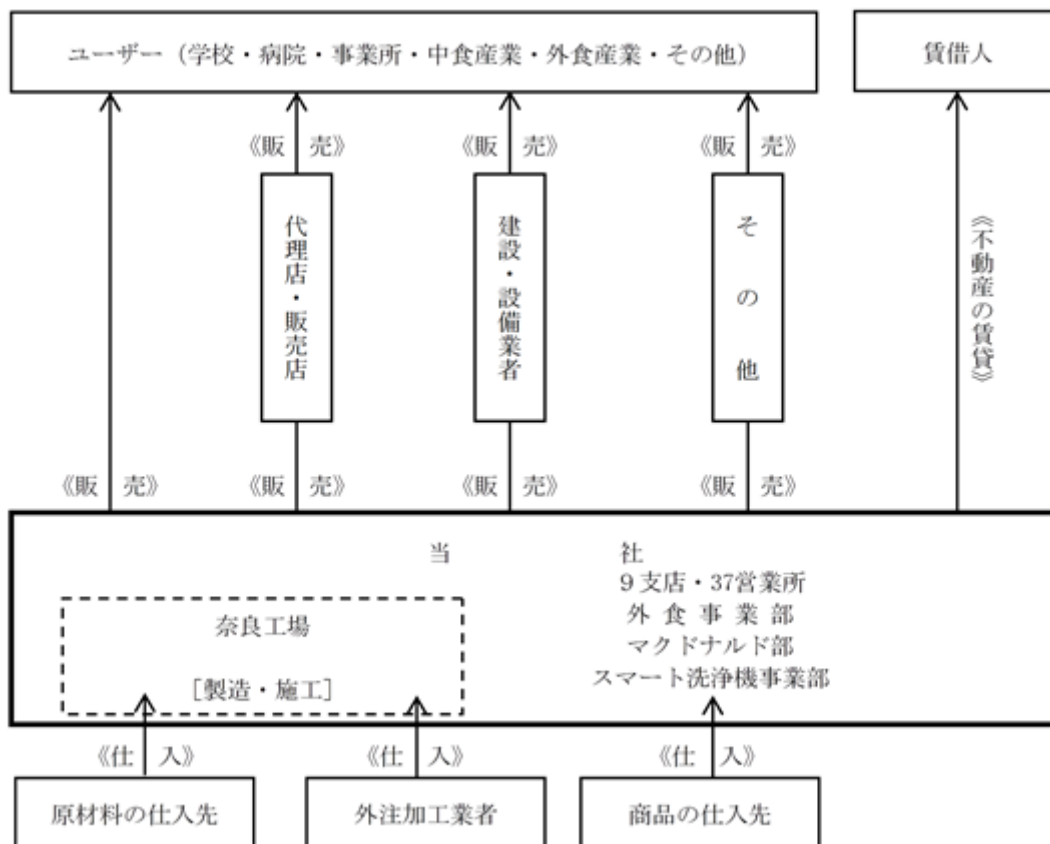 ユーザー（学校・病院・事業所・中食産業・外食産業・その他）
賃借人
《販　売》
《販　売》
《販　売》
代理店・販売店
建設・設備業者
その他
《不動産の賃貸》
《販　売》
《販　売》
《販　売》
《販　売》
当　社
９支店・37営業所
外食事業部
マクドナルド部
スマート洗浄機事業部
奈良工場
［製造・施工］
《仕　入》
《仕　入》
《仕　入》
原材料の仕入先
外注加工業者
商品の仕入先